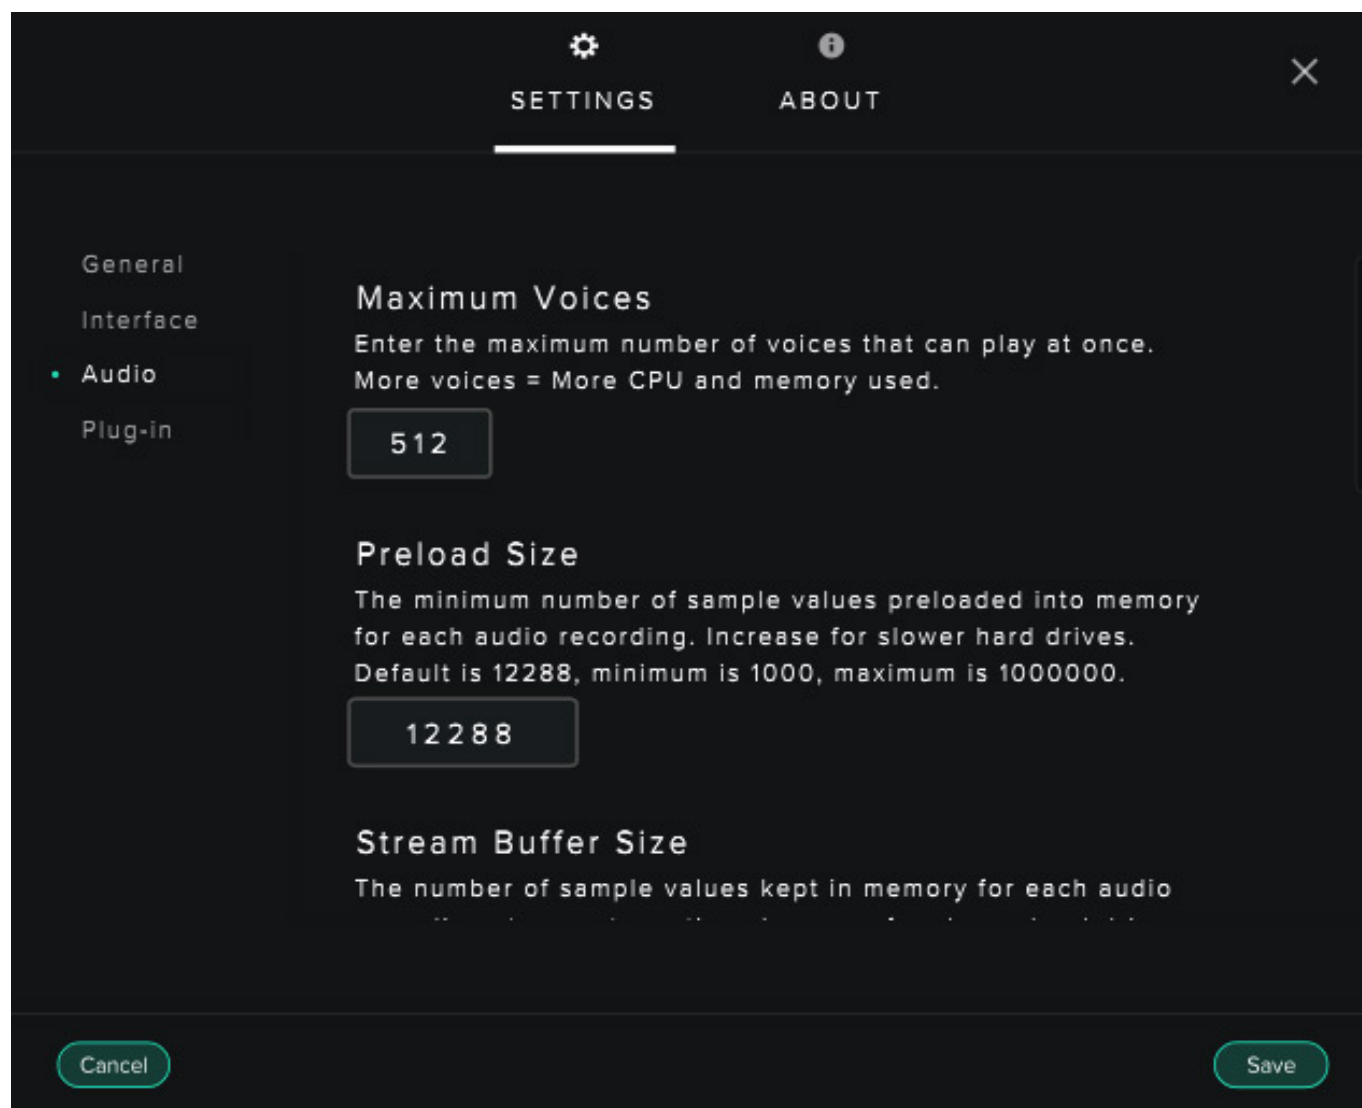 SETTINGS
ABOUT
General
Interface
Audio
Plug-in
Maximum Voices
Enter the maximum number of voices that can play at once.
More voices = More CPU and memory used.
512
Preload Size
The minimum number of sample values preloaded into memory
for each audio recording. Increase for slower hard drives.
Default is 12288, minimum is 1000, maximum is 1000000.
12288
Stream Buffer Size
The number of sample values kept in memory for each audio
Cancel
Save